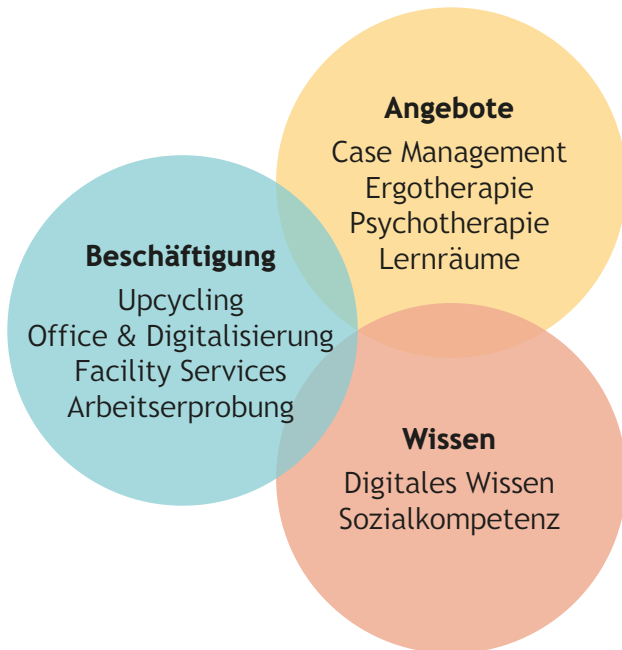 Angebote
Case Management
Ergotherapie
Psychotherapie
Lernräume
Beschäftigung
Upcycling
Office & Digitalisierung
Facility Services
Arbeitserprobung
Wissen
Digitales Wissen
Sozialkompetenz